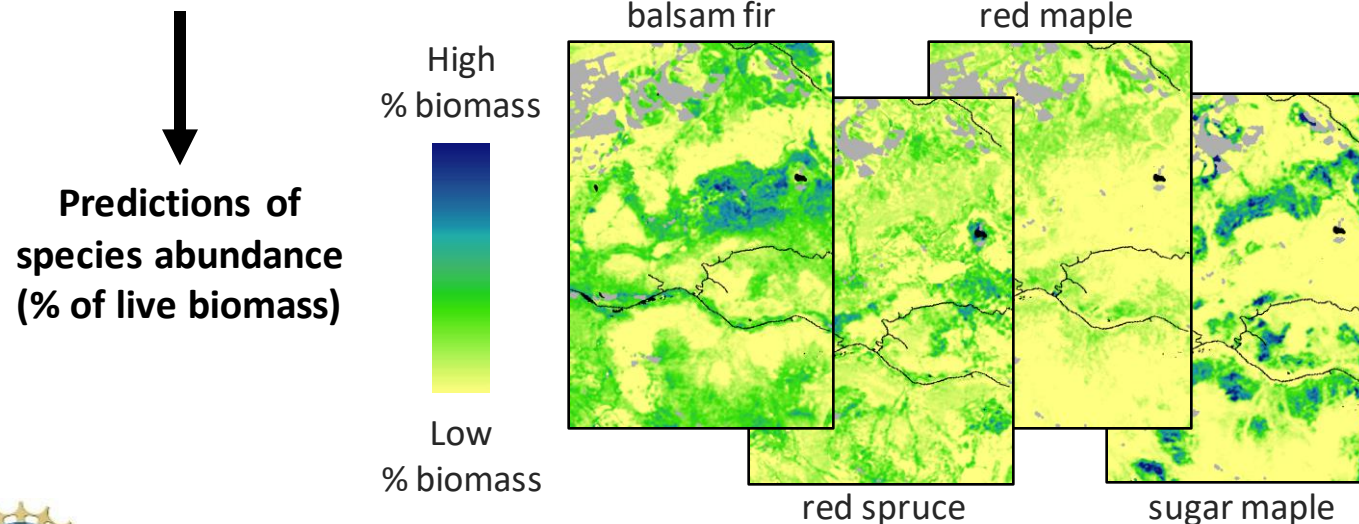 balsam fir
red maple
High
% biomass
Predictions of
species abundance
(% of live biomass)
Low
% biomass
red spruce
sugar maple